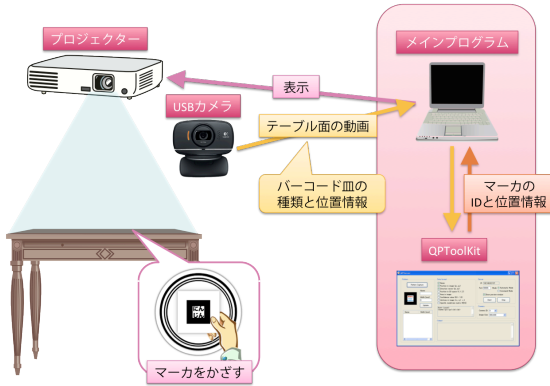 プロジェクター
メインプログラム
表示
USBカメラ
テーブル面の動画
バーコード皿の
種類と位置情報
マーカの
IDと位置情報
QPToolKit
マーカをかざす